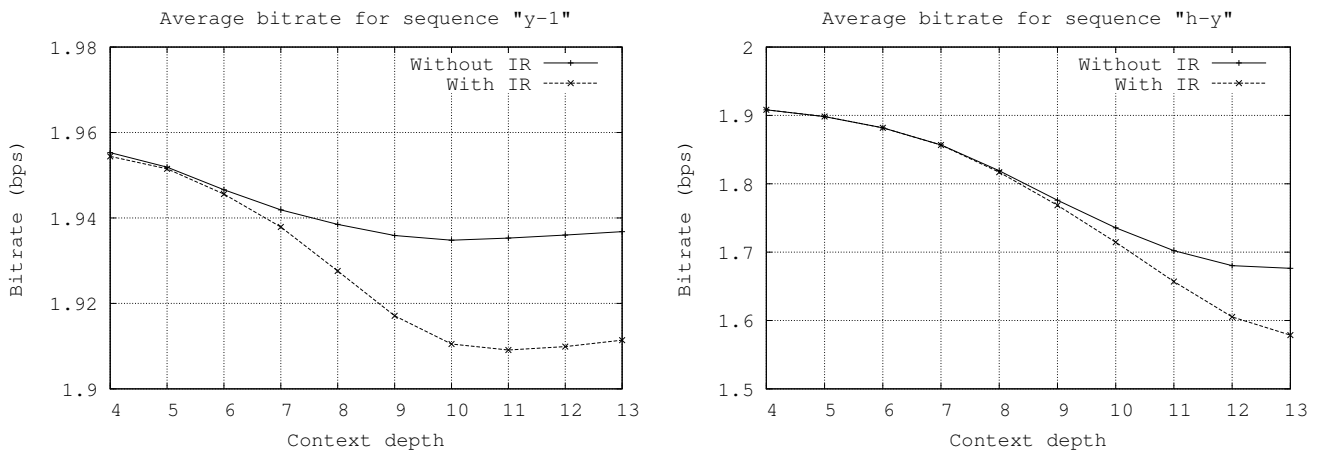 Average bitrate for sequence "y-1"
1.98
1.96
1.94
1.92
1.9
Bitrate (bps)
Without IR
With IR
4 5 6 7 8 9 10 11 12 13
Context depth
Average bitrate for sequence "h-y"
2
1.9
1.8
1.7
1.6
1.5
Bitrate (bps)
Without IR
With IR
4 5 6 7 8 9 10 11 12 13
Context depth